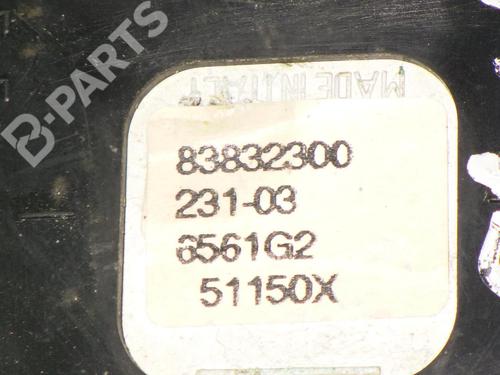 B-PARTS
MADE IN ITALY
83832300
231-03
6561G2
51150X